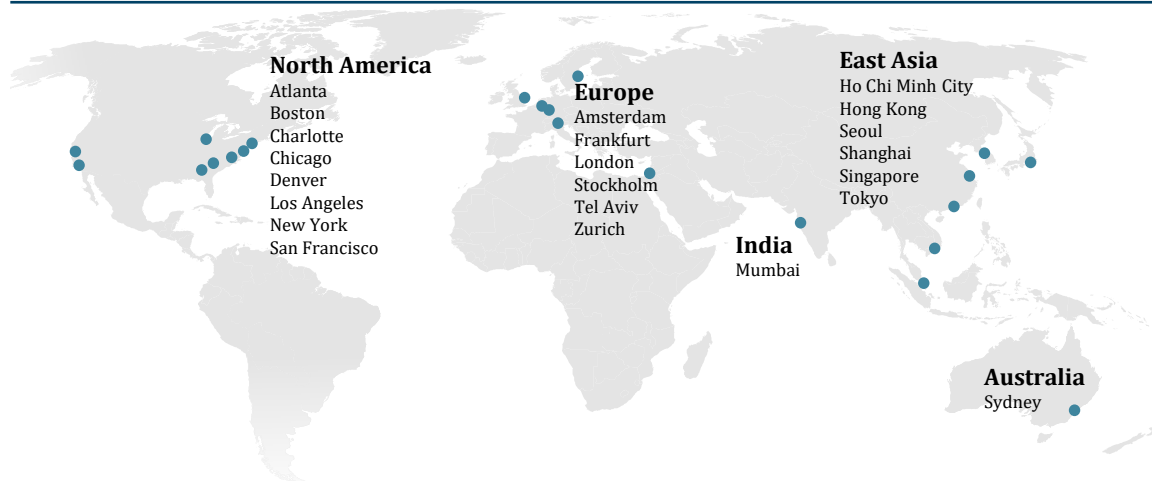 North America
Atlanta
Boston
Charlotte
Chicago
Denver
Los Angeles
New York
San Francisco
Europe
Amsterdam
Frankfurt
London
Stockholm
Tel Aviv
Zurich
India
Mumbai
East Asia
Ho Chi Minh City
Hong Kong
Seoul
Shanghai
Singapore
Tokyo
Australia
Sydney